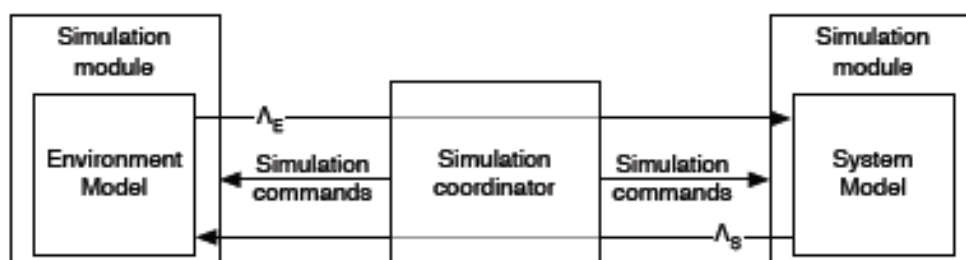 Simulation
module
Environment
Model
Λ_E
Simulation
commands
Simulation
coordinator
Simulation
commands
Λ_S
Simulation
module
System
Model